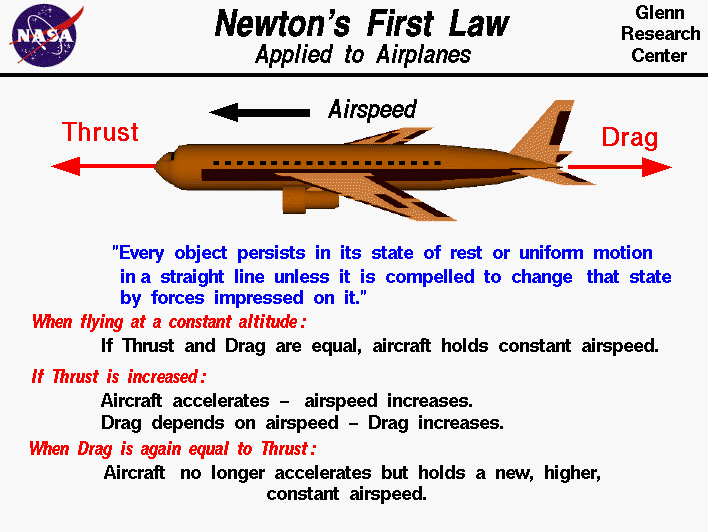 NASA
Newton's First Law
Applied to Airplanes
Glenn
Research
Center
Airspeed
Thrust
Drag
"Every object persists in its state of rest or uniform motion
in a straight line unless it is compelled to change that state
by forces impressed on it."
When flying at a constant altitude:
If Thrust and Drag are equal, aircraft holds constant airspeed.
If Thrust is increased:
Aircraft accelerates – airspeed increases.
Drag depends on airspeed – Drag increases.
When Drag is again equal to Thrust:
Aircraft no longer accelerates but holds a new, higher,
constant airspeed.